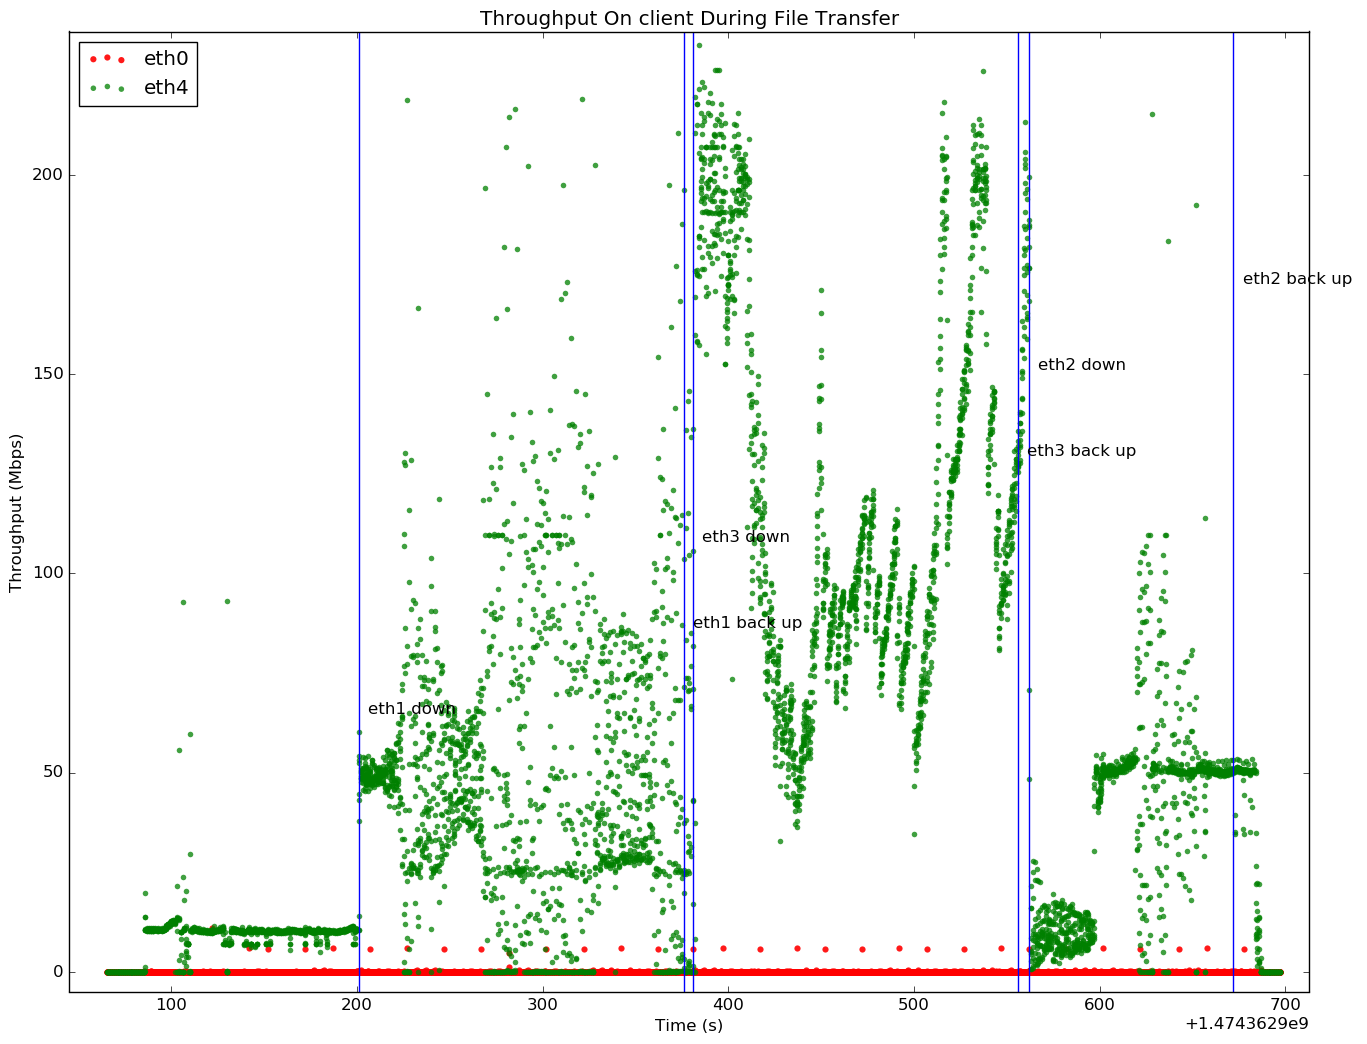 Throughput On client During File Transfer
eth0
eth4
200
150
100
50
0
Throughput (Mbps)
eth2 back up
eth2 down
eth3 back up
eth3 down
eth1 back up
eth1 down
100 200 300 400 500 600 700
Time (s)
+1.4743629e9